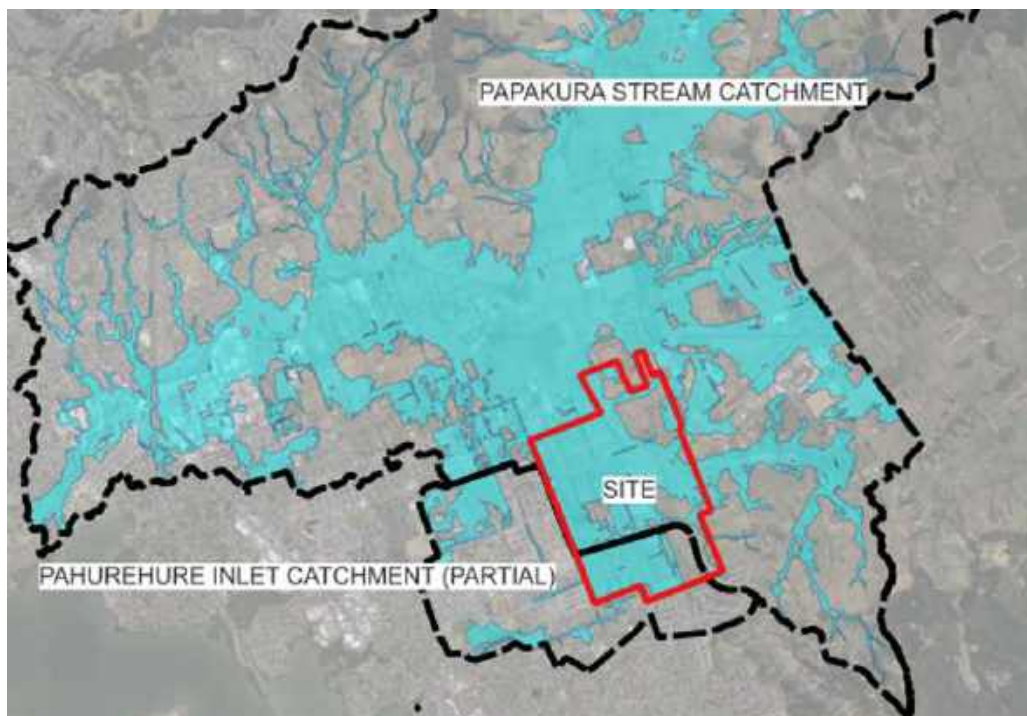 PAPAKURA STREAM CATCHMENT
SITE
PAHUREHURE INLET CATCHMENT (PARTIAL)